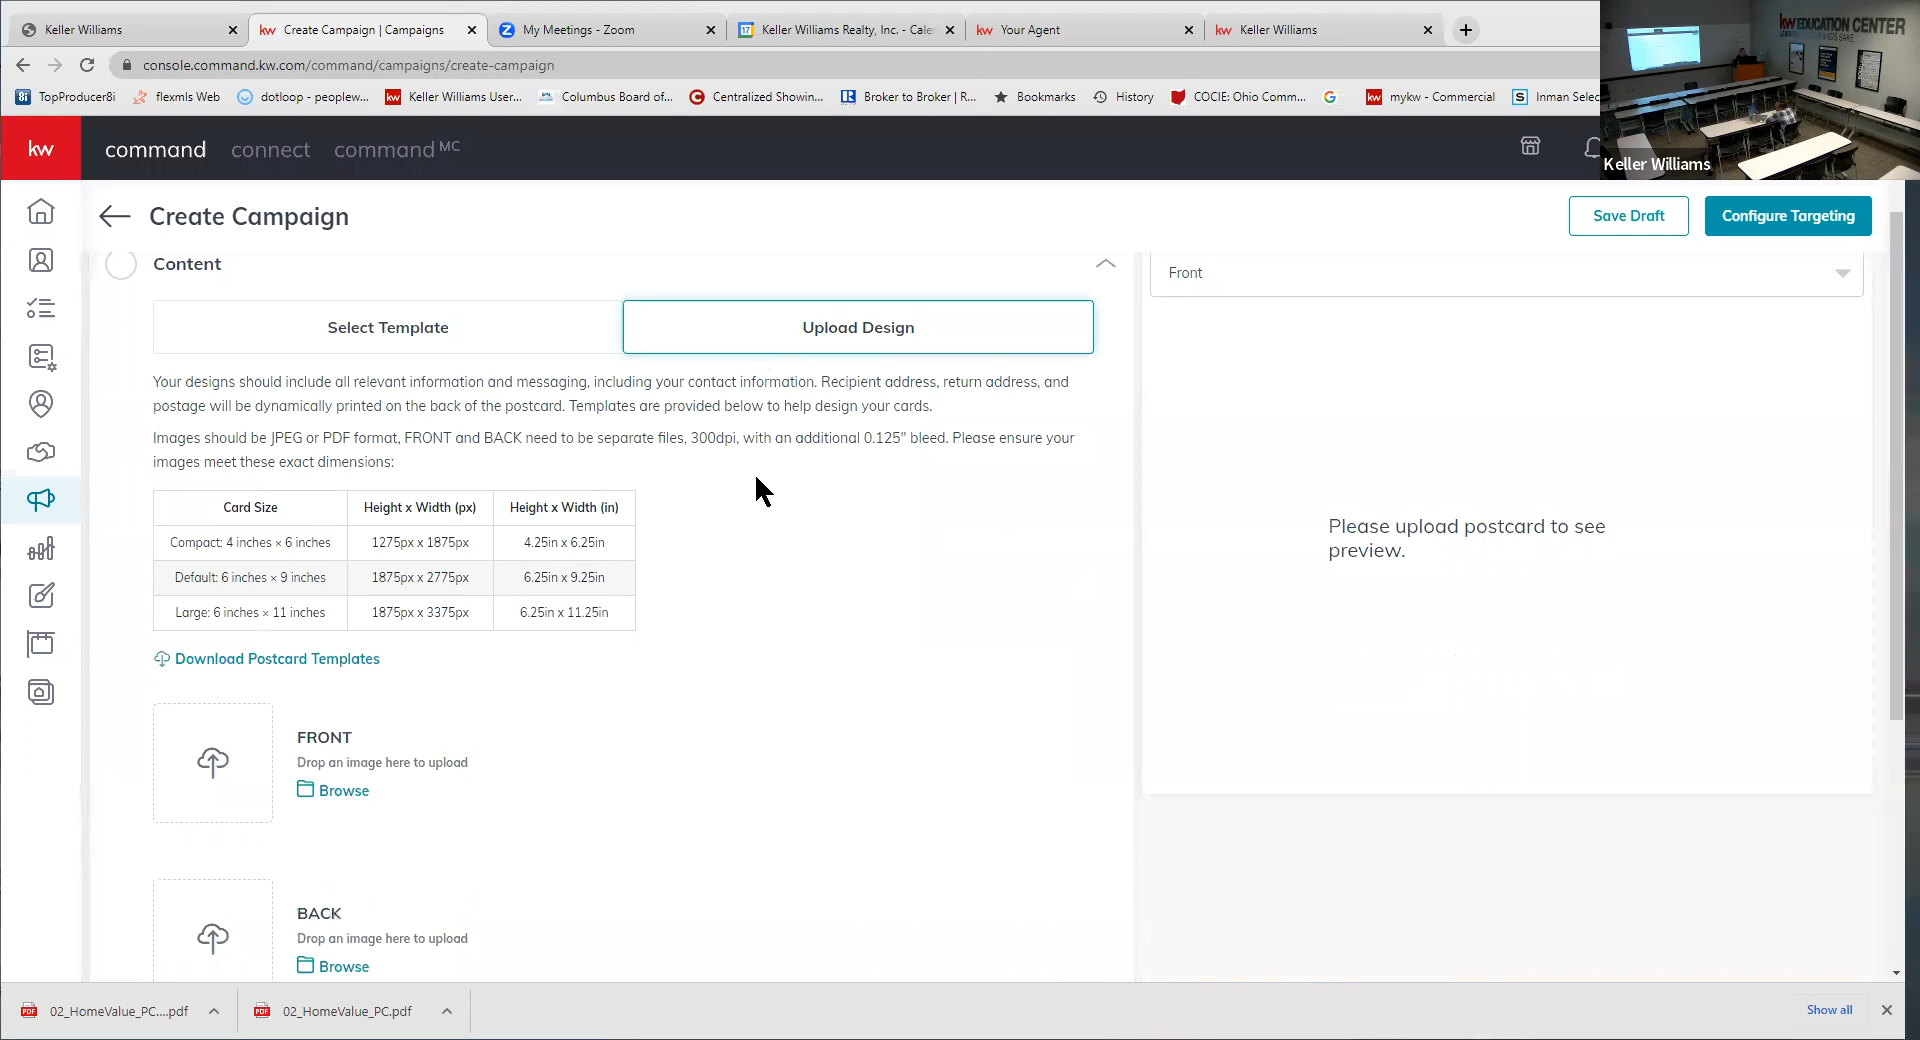 Keller Williams
Create Campaign | Campaigns
My Meetings - Zoom
Keller Williams Realty, Inc. - Cale
Your Agent
Keller Williams
console.command.kw.com/command/campaigns/create-campaign
TopProducer8i
flexmls Web
dotloop - peoplew...
Keller Williams User...
Columbus Board of...
Centralized Showin...
Broker to Broker | R...
Bookmarks
History
COCIE: Ohio Comm...
mykw - Commercial
Inman Selec
kw EDUCATION CENTER
Keller Williams
kw
command
connect
command MC
Create Campaign
Save Draft
Configure Targeting
Content
Front
Select Template
Upload Design
Your designs should include all relevant information and messaging, including your contact information. Recipient address, return address, and
postage will be dynamically printed on the back of the postcard. Templates are provided below to help design your cards.
Images should be JPEG or PDF format, FRONT and BACK need to be separate files, 300dpi, with an additional 0.125" bleed. Please ensure your
images meet these exact dimensions:
Card Size Height x Width (px) Height x Width (in)
Compact: 4 inches × 6 inches 1275px x 1875px 4.25in x 6.25in
Default: 6 inches × 9 inches 1875px x 2775px 6.25in x 9.25in
Large: 6 inches × 11 inches 1875px x 3375px 6.25in x 11.25in
Please upload postcard to see
preview.
Download Postcard Templates
FRONT
Drop an image here to upload
Browse
BACK
Drop an image here to upload
Browse
02_HomeValue_PC....pdf
02_HomeValue_PC.pdf
Show all